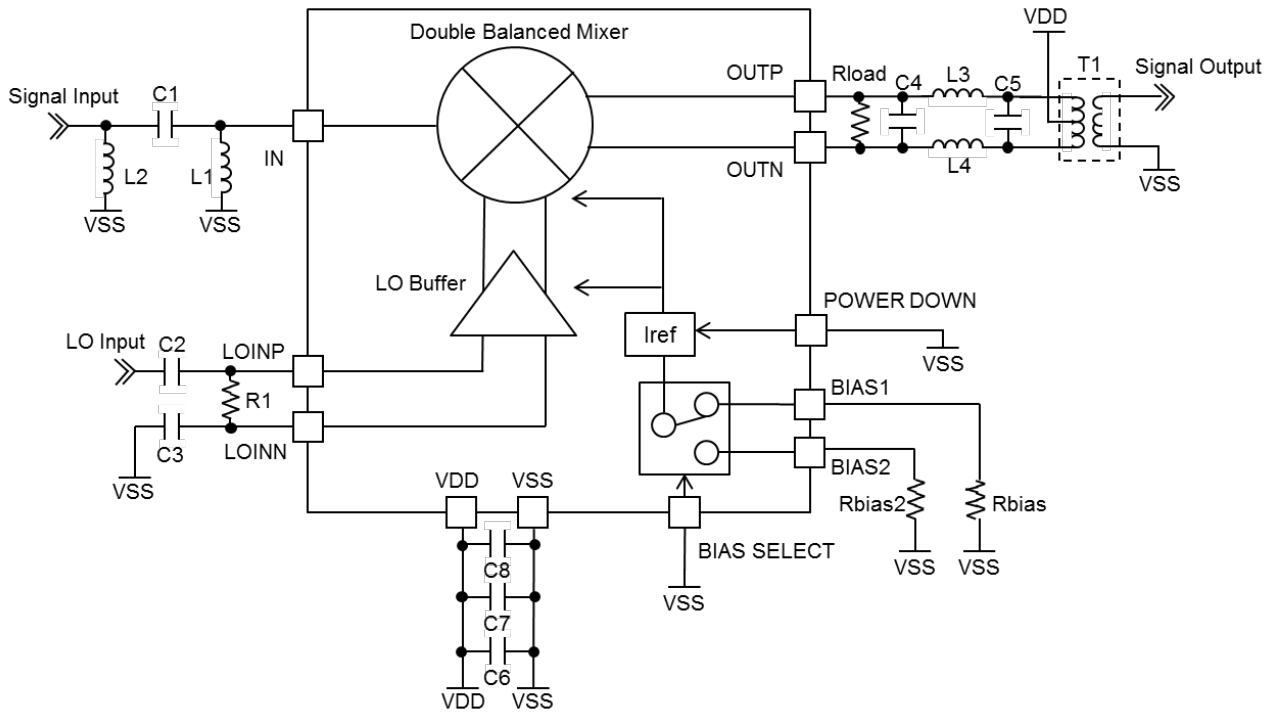 Double Balanced Mixer
VDD
T1
Signal Output
OUTP
Rload
C4
L3
C5
Signal Input
C1
IN
L2
L1
VSS
VSS
OUTN
L4
VSS
LO Buffer
POWER DOWN
Iref
VSS
LO Input
C2
LOINP
R1
C3
LOINN
VSS
BIAS1
BIAS2
Rbias2
Rbias
VSS
VSS
VDD
VSS
BIAS SELECT
VSS
C8
C7
C6
VDD
VSS